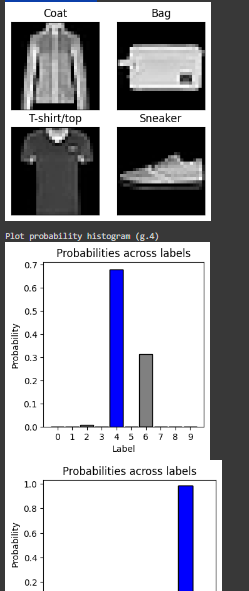 Coat Bag
T-shirt/top Sneaker
Plot probability histogram (g.4)
Probabilities across labels
0.7
0.6
0.5
0.4
0.3
0.2
0.1
0.0
Probability
0 1 2 3 4 5 6 7 8 9
Label
Probabilities across labels
1.0
0.8
0.6
0.4
0.2
Probability